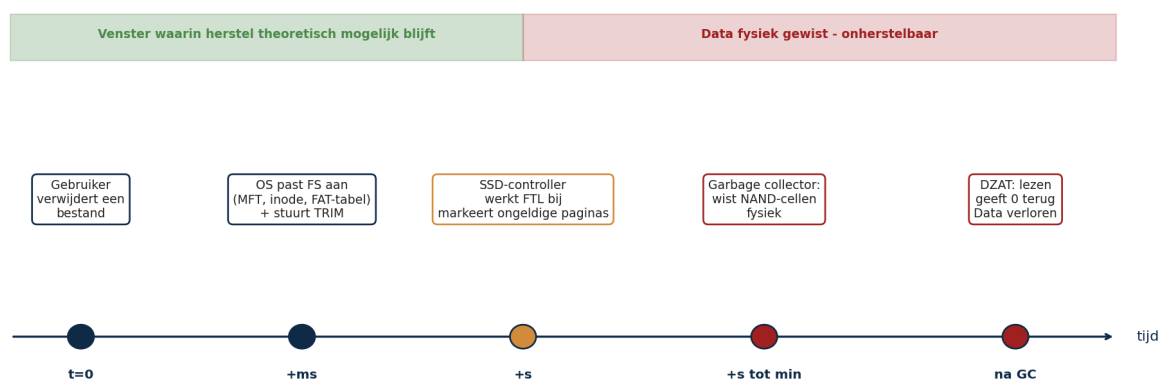 Venster waarin herstel theoretisch mogelijk blijft
Data fysiek gewist - onherstelbaar
Gebruiker
verwijdert een
bestand
OS past FS aan
(MFT, inode, FAT-tabel)
+ stuurt TRIM
SSD-controller
werkt FTL bij
markeert ongeldige paginas
Garbage collector:
wist NAND-cellen
fysiek
DZAT: lezen
geeft 0 terug
Data verloren
tijd
t=0
+ms
+s
+s tot min
na GC